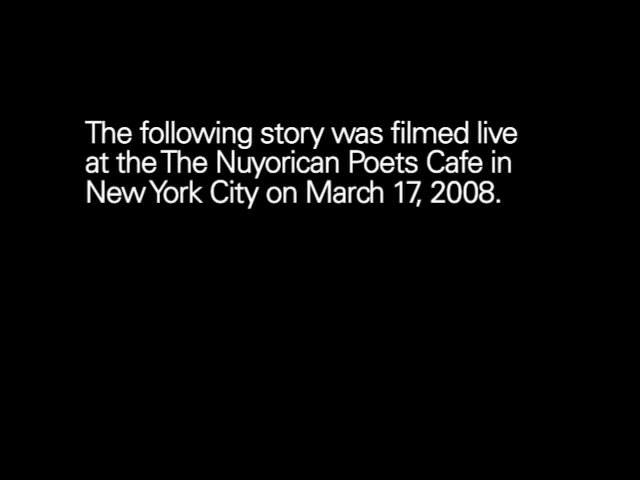 The following story was filmed live
at the The Nuyorican Poets Cafe in
New York City on March 17, 2008.